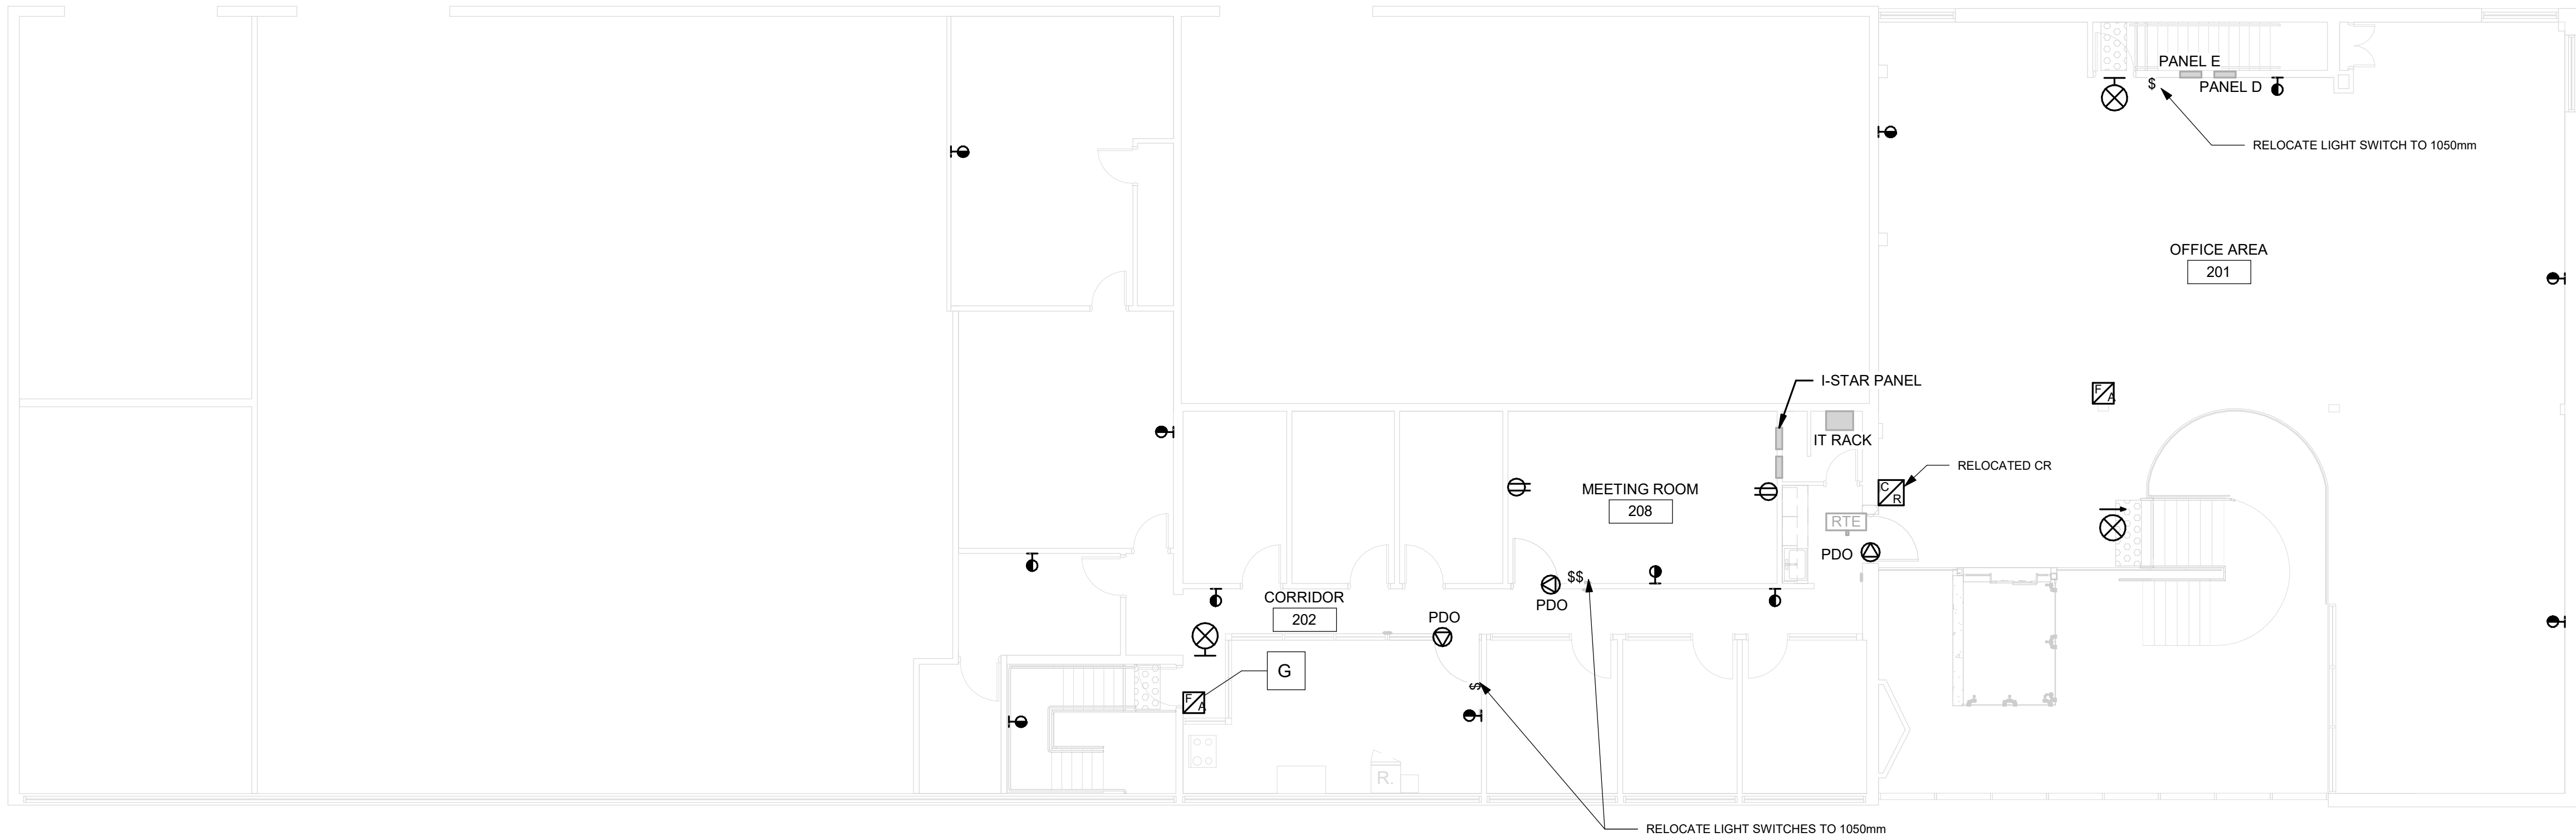 PANEL E
$
PANEL D
RELOCATE LIGHT SWITCH TO 1050mm
OFFICE AREA
201
I-STAR PANEL
F
A
IT RACK
RELOCATED CR
MEETING ROOM
208
C
R
RTE
PDO
$$
CORRIDOR
202
PDO
PDO
G
F
A
$
R.
RELOCATE LIGHT SWITCHES TO 1050mm